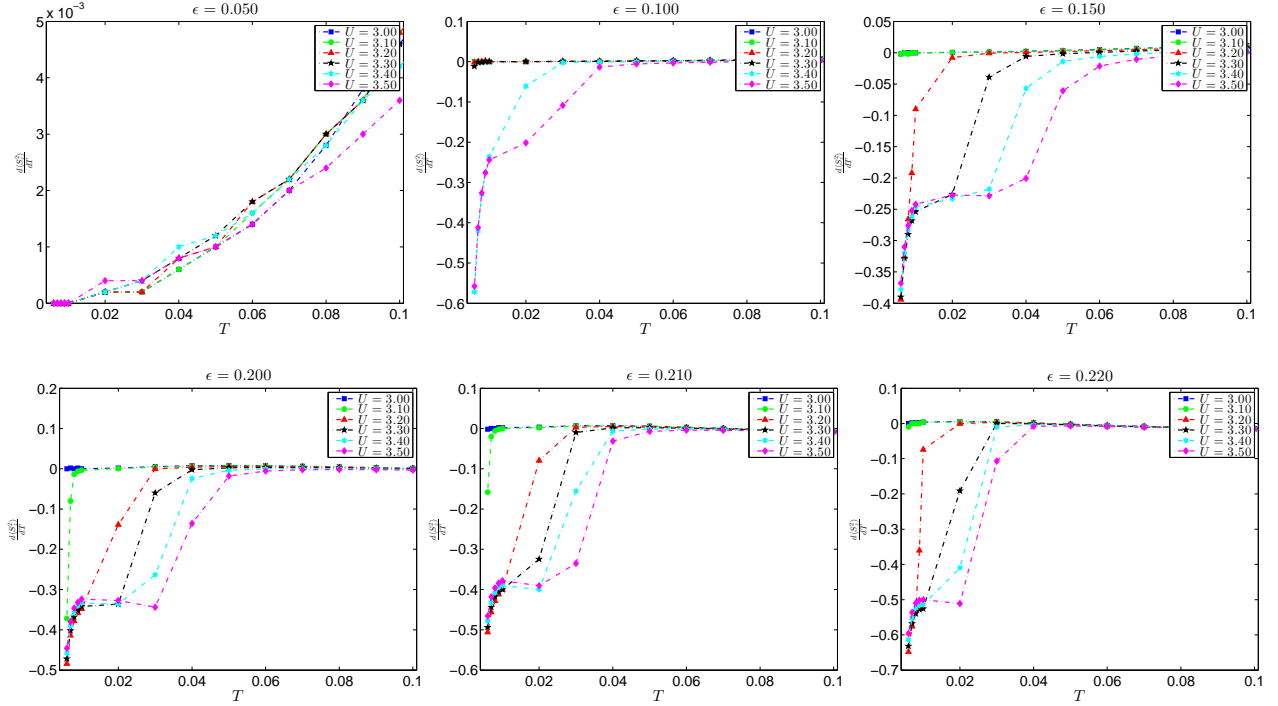 ϵ = 0.050
5 × 10⁻³
4
3
2
1
0
0.02 0.04 0.06 0.08 0.1
T
U = 3.00
U = 3.10
U = 3.20
U = 3.30
U = 3.40
U = 3.50
ϵ = 0.100
0.1
0
−0.1
−0.2
−0.3
−0.4
−0.5
−0.6
0.02 0.04 0.06 0.08 0.1
T
U = 3.00
U = 3.10
U = 3.20
U = 3.30
U = 3.40
U = 3.50
ϵ = 0.150
0.05
0
−0.05
−0.1
−0.15
−0.2
−0.25
−0.3
−0.35
−0.4
0.02 0.04 0.06 0.08 0.1
T
U = 3.00
U = 3.10
U = 3.20
U = 3.30
U = 3.40
U = 3.50
ϵ = 0.200
0.2
0.1
0
−0.1
−0.2
−0.3
−0.4
−0.5
0.02 0.04 0.06 0.08 0.1
T
U = 3.00
U = 3.10
U = 3.20
U = 3.30
U = 3.40
U = 3.50
ϵ = 0.210
0.1
0
−0.1
−0.2
−0.3
−0.4
−0.5
−0.6
0.02 0.04 0.06 0.08 0.1
T
U = 3.00
U = 3.10
U = 3.20
U = 3.30
U = 3.40
U = 3.50
ϵ = 0.220
0.1
0
−0.1
−0.2
−0.3
−0.4
−0.5
−0.6
−0.7
0.02 0.04 0.06 0.08 0.1
T
U = 3.00
U = 3.10
U = 3.20
U = 3.30
U = 3.40
U = 3.50